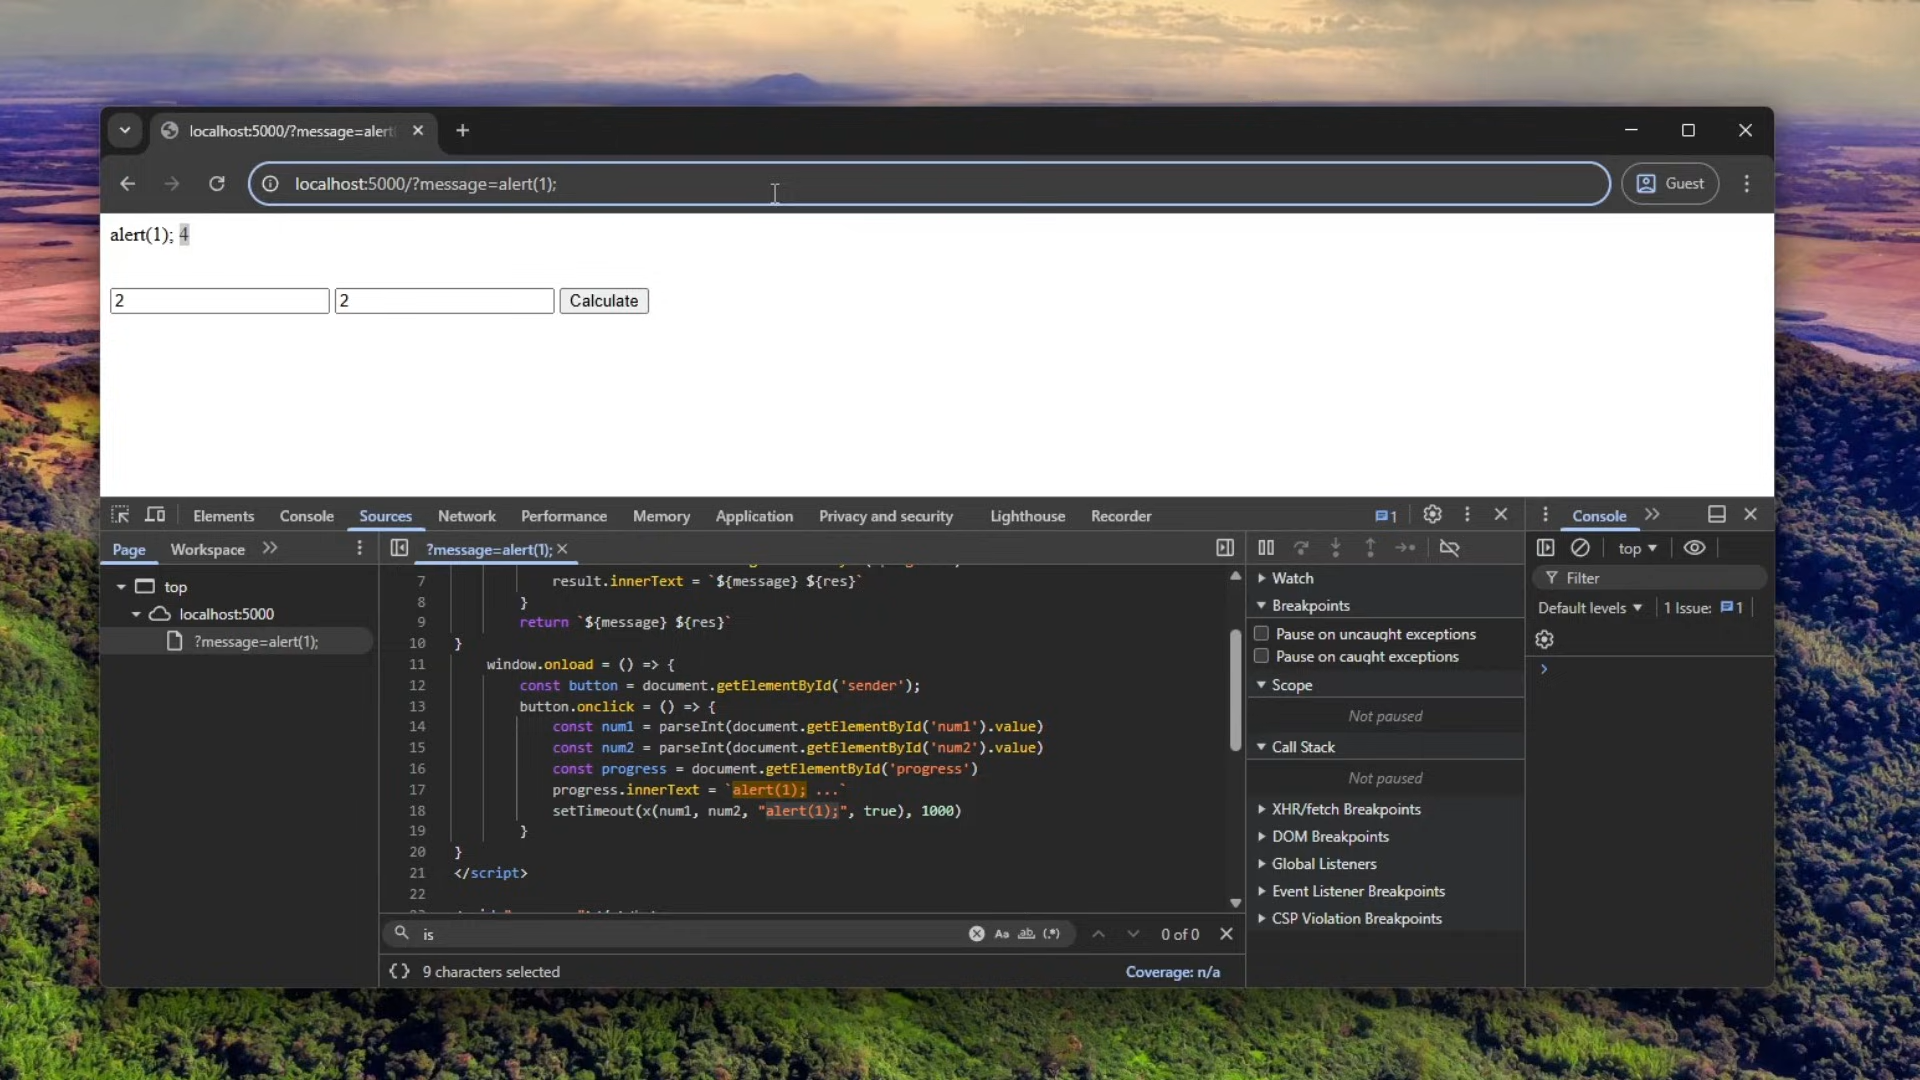 localhost:5000/?message=alert(
localhost:5000/?message=alert(1);
Guest
alert(1); 4
2
2
Calculate
Elements
Console
Sources
Network
Performance
Memory
Application
Privacy and security
Lighthouse
Recorder
1
Console
Page
Workspace
?message=alert(1);
top
top
localhost:5000
?message=alert(1);
7 result.innerText = `${message} ${res}`
8 }
9 return `${message} ${res}`
10 }
11 window.onload = () => {
12 const button = document.getElementById('sender');
13 button.onclick = () => {
14 const num1 = parseInt(document.getElementById('num1').value)
15 const num2 = parseInt(document.getElementById('num2').value)
16 const progress = document.getElementById('progress')
17 progress.innerText = `alert(1); ...`
18 setTimeout(x(num1, num2, "alert(1);", true), 1000)
19 }
20 }
21 </script>
22
is
Aa ab (.*)
0 of 0
{} 9 characters selected
Coverage: n/a
Watch
Breakpoints
Pause on uncaught exceptions
Pause on caught exceptions
Scope
Not paused
Call Stack
Not paused
XHR/fetch Breakpoints
DOM Breakpoints
Global Listeners
Event Listener Breakpoints
CSP Violation Breakpoints
Filter
Default levels
1 Issue: 1